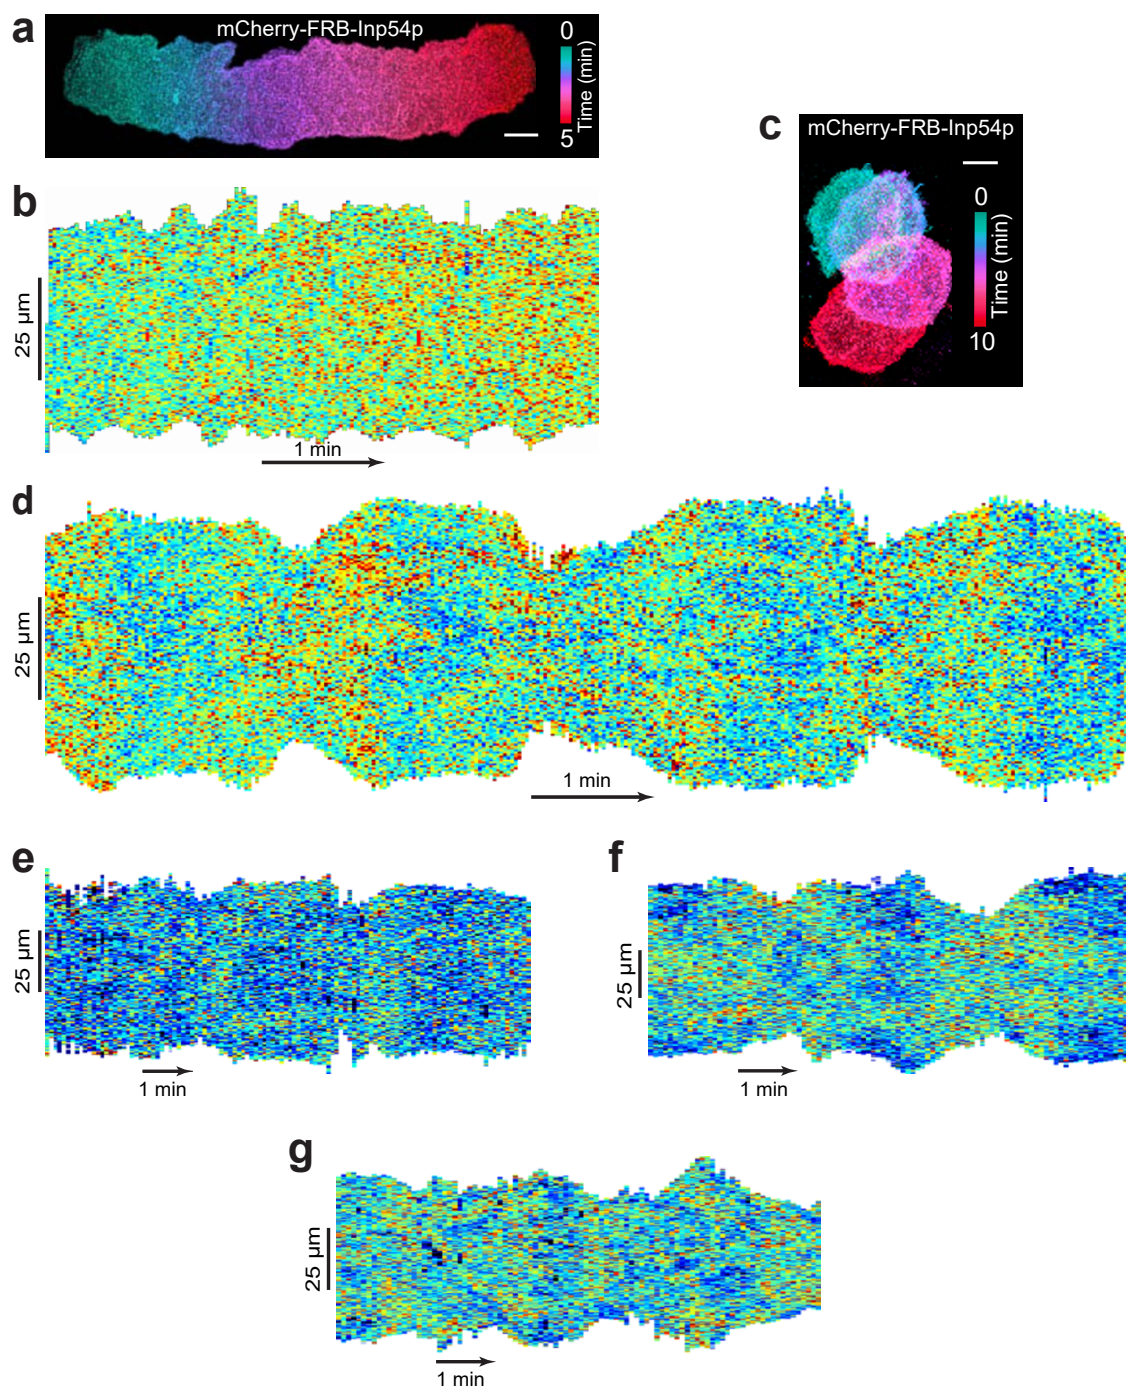 a
mCherry-FRB-Inp54p
0
Time (min)
5
b
25 µm
1 min
c
mCherry-FRB-Inp54p
0
Time (min)
10
d
25 µm
1 min
e
25 µm
1 min
f
25 µm
1 min
g
25 µm
1 min